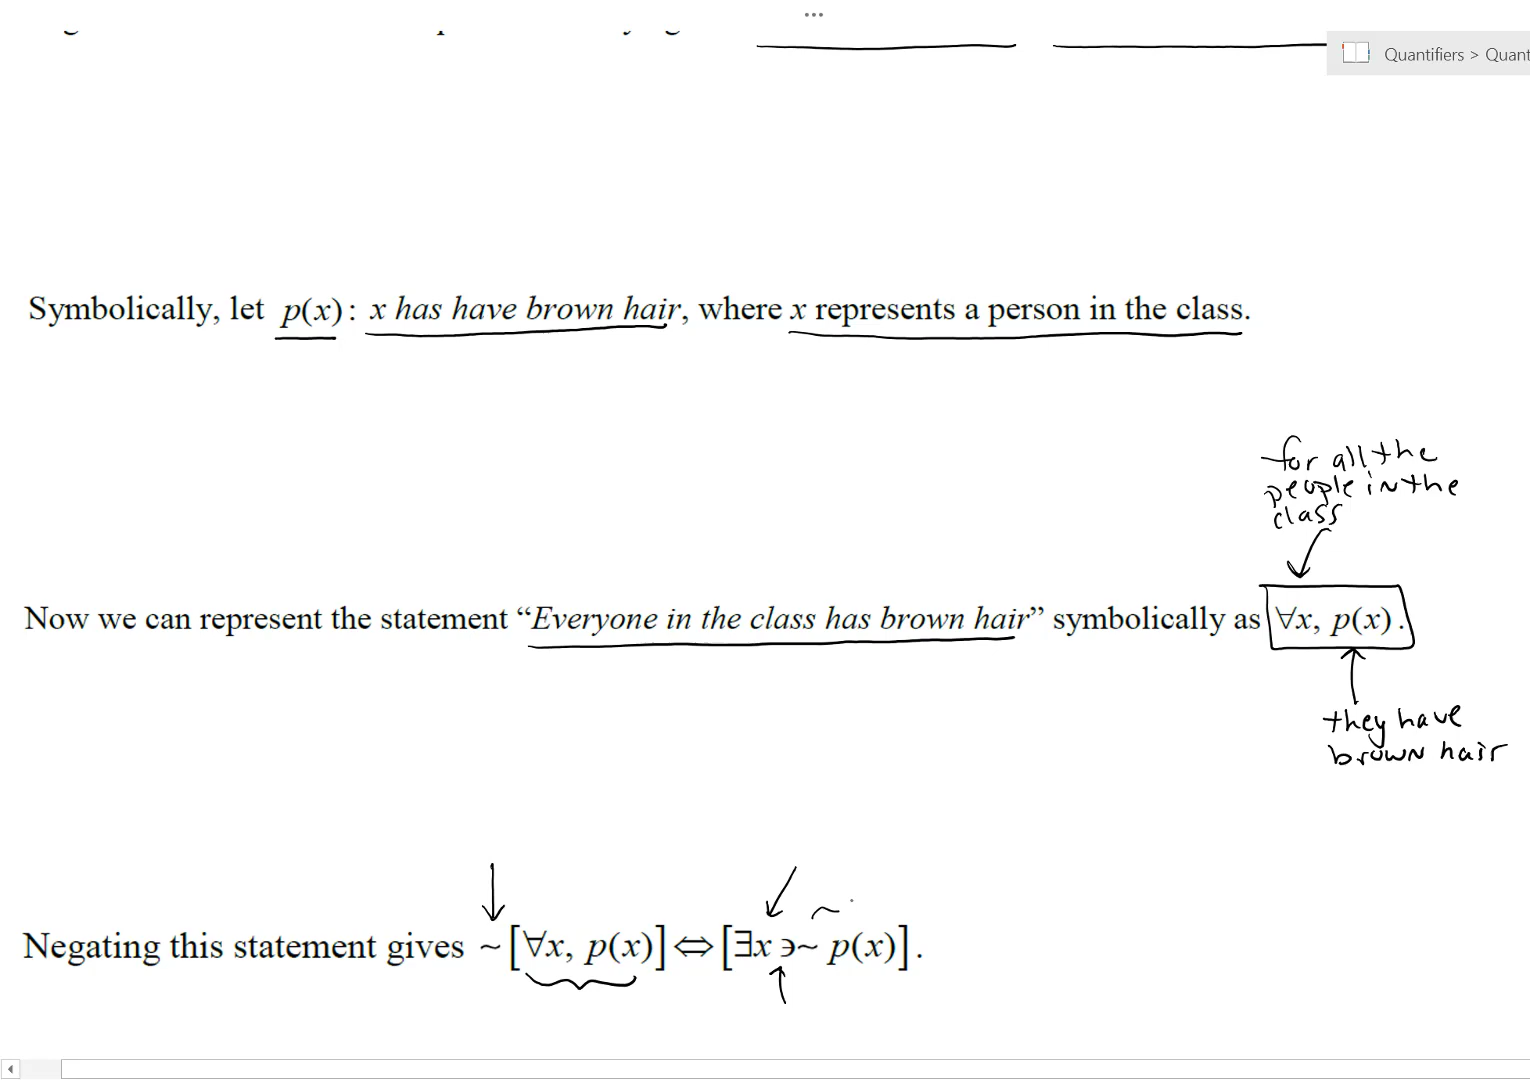 Quantifiers > Quant
Symbolically, let p(x): x has have brown hair, where x represents a person in the class.
for all the
people in the
class
Now we can represent the statement “Everyone in the class has brown hair” symbolically as ∀x, p(x).
they have
brown hair
~
Negating this statement gives ~[∀x, p(x)]⇔[∃x ∍~ p(x)].